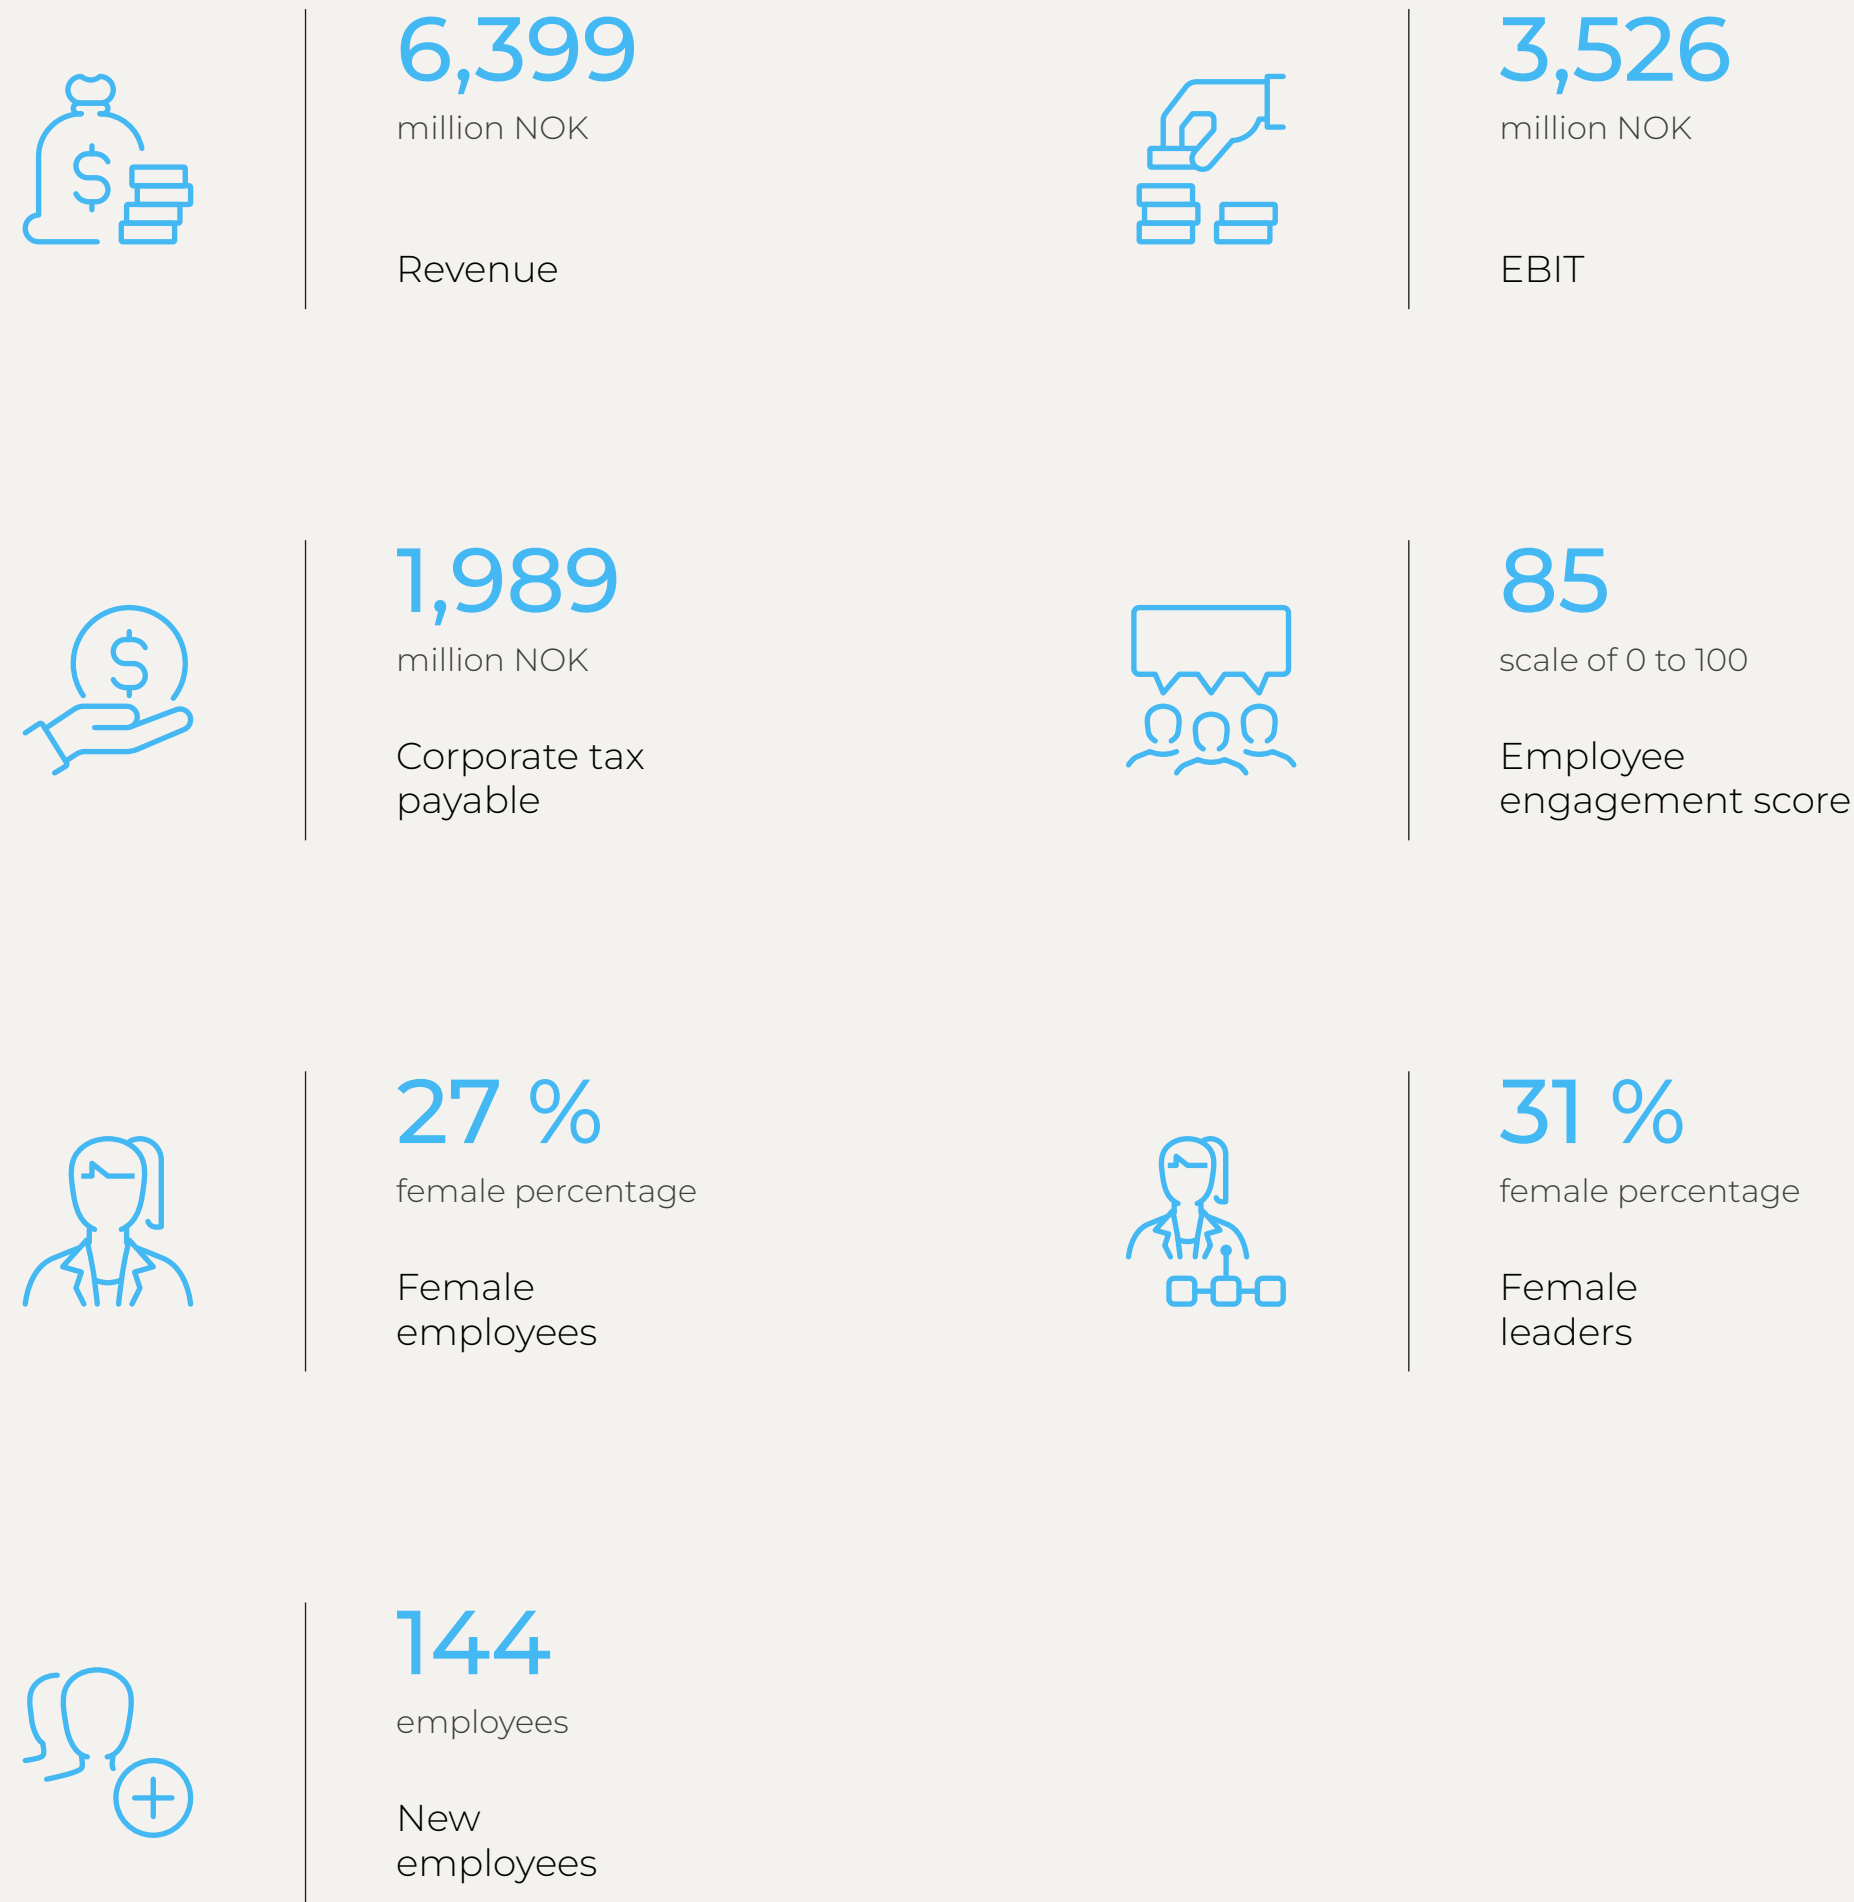 6,399
million NOK
Revenue
3,526
million NOK
EBIT
1,989
million NOK
Corporate tax
payable
85
scale of 0 to 100
Employee
engagement score
27 %
female percentage
Female
employees
31 %
female percentage
Female
leaders
144
employees
New
employees